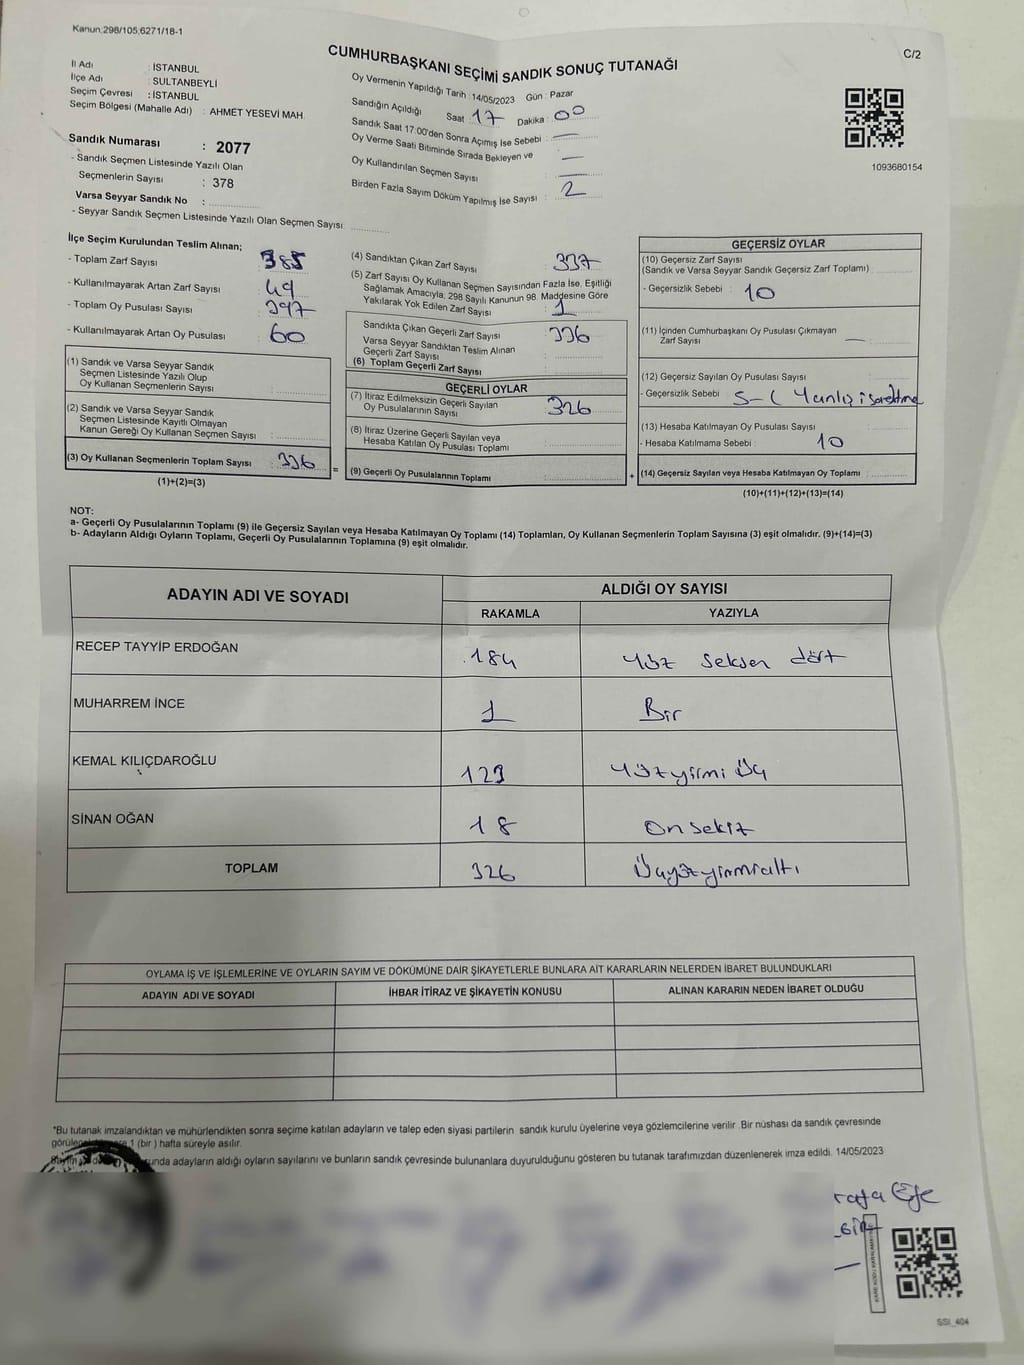 Kanun:298/105,6271/18-1
C/2
CUMHURBAŞKANI SEÇİMİ SANDIK SONUÇ TUTANAĞI
İl Adı : İSTANBUL
İlçe Adı : SULTANBEYLİ
Seçim Çevresi : İSTANBUL
Seçim Bölgesi (Mahalle Adı) : AHMET YESEVİ MAH.
Oy Vermenin Yapıldığı Tarih : 14/05/2023 Gün : Pazar
Sandığın Açıldığı Saat : 17 Dakika : 00
Sandık Saat 17:00'den Sonra Açımış İse Sebebi : —
Oy Verme Saati Bitiminde Sırada Bekleyen ve
Oy Kullandırılan Seçmen Sayısı : —
Birden Fazla Sayım Döküm Yapılmış İse Sayısı : 2
1093680154
Sandık Numarası : 2077
- Sandık Seçmen Listesinde Yazılı Olan
Seçmenlerin Sayısı : 378
Varsa Seyyar Sandık No :
- Seyyar Sandık Seçmen Listesinde Yazılı Olan Seçmen Sayısı:
İlçe Seçim Kurulundan Teslim Alınan;
- Toplam Zarf Sayısı : 385
- Kullanılmayarak Artan Zarf Sayısı : 49
- Toplam Oy Pusulası Sayısı : 397
- Kullanılmayarak Artan Oy Pusulası : 60
(1) Sandık ve Varsa Seyyar Sandık
Seçmen Listesinde Yazılı Olup
Oy Kullanan Seçmenlerin Sayısı :
(2) Sandık ve Varsa Seyyar Sandık
Seçmen Listesinde Kayıtlı Olmayan
Kanun Gereği Oy Kullanan Seçmen Sayısı :
(3) Oy Kullanan Seçmenlerin Toplam Sayısı : 336
(1)+(2)=(3)
=
(4) Sandıktan Çıkan Zarf Sayısı : 337
(5) Zarf Sayısı Oy Kullanan Seçmen Sayısından Fazla İse, Eşitliği
Sağlamak Amacıyla, 298 Sayılı Kanunun 98. Maddesine Göre
Yakılarak Yok Edilen Zarf Sayısı : 1
Sandıkta Çıkan Geçerli Zarf Sayısı : 336
Varsa Seyyar Sandıktan Teslim Alınan
Geçerli Zarf Sayısı :
(6) Toplam Geçerli Zarf Sayısı
GEÇERLİ OYLAR
(7) İtiraz Edilmeksizin Geçerli Sayılan
Oy Pusulalarının Sayısı : 326
(8) İtiraz Üzerine Geçerli Sayılan veya
Hesaba Katılan Oy Pusulası Toplamı
(9) Geçerli Oy Pusulalarının Toplamı
+
GEÇERSİZ OYLAR
(10) Geçersiz Zarf Sayısı
(Sandık ve Varsa Seyyar Sandık Geçersiz Zarf Toplamı)
- Geçersizlik Sebebi : 10
(11) İçinden Cumhurbaşkanı Oy Pusulası Çıkmayan
Zarf Sayısı : —
(12) Geçersiz Sayılan Oy Pusulası Sayısı :
- Geçersizlik Sebebi : Yanlış işaretme
(13) Hesaba Katılmayan Oy Pusulası Sayısı :
- Hesaba Katılmama Sebebi : 10
(14) Geçersiz Sayılan veya Hesaba Katılmayan Oy Toplamı :
(10)+(11)+(12)+(13)=(14)
NOT:
a- Geçerli Oy Pusulalarının Toplamı (9) ile Geçersiz Sayılan veya Hesaba Katılmayan Oy Toplamı (14) Toplamları, Oy Kullanan Seçmenlerin Toplam Sayısına (3) eşit olmalıdır. (9)+(14)=(3)
b- Adayların Aldığı Oyların Toplamı, Geçerli Oy Pusulalarının Toplamına (9) eşit olmalıdır.
ADAYIN ADI VE SOYADI ALDIĞI OY SAYISI
RAKAMLA YAZIYLA
RECEP TAYYİP ERDOĞAN 184 Yüz seksen dört
MUHARREM İNCE 1 Bir
KEMAL KILIÇDAROĞLU 123 Yüzyirmi Üç
SİNAN OĞAN 18 On sekiz
TOPLAM 326 Üçyüzyirmialtı
OYLAMA İŞ VE İŞLEMLERİNE VE OYLARIN SAYIM VE DÖKÜMÜNE DAİR ŞİKAYETLERLE BUNLARA AİT KARARLARIN NELERDEN İBARET BULUNDUKLARI
ADAYIN ADI VE SOYADI İHBAR İTİRAZ VE ŞİKAYETİN KONUSU ALINAN KARARIN NEDEN İBARET OLDUĞU
*Bu tutanak imzalandıktan ve mühürlendikten sonra seçime katılan adayların ve talep eden siyasi partilerin sandık kurulu üyelerine veya gözlemcilerine verilir. Bir nüshası da sandık çevresinde
1 (bir ) hafta süreyle asılır.
adayların aldığı oyların sayılarını ve bunların sandık çevresinde bulunanlara duyurulduğunu gösteren bu tutanak tarafımızdan düzenlenerek imza edildi. 14/05/2023
Efe
SSI_404